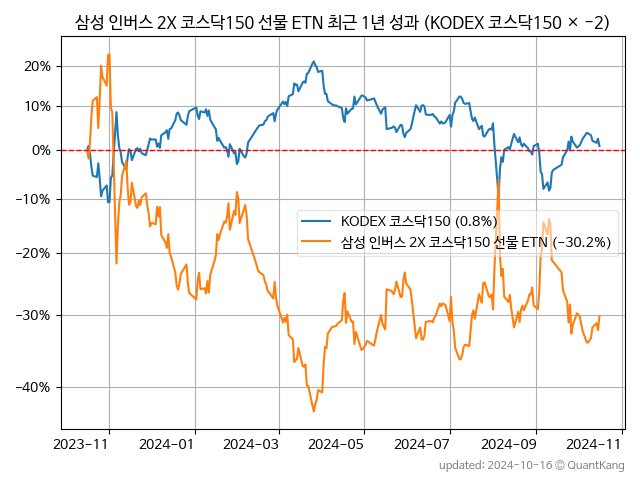 삼성 인버스 2X 코스닥150 선물 ETN 최근 1년 성과 (KODEX 코스닥150 × -2)
20%
10%
0%
-10%
-20%
-30%
-40%
KODEX 코스닥150 (0.8%)
삼성 인버스 2X 코스닥150 선물 ETN (-30.2%)
2023-11 2024-01 2024-03 2024-05 2024-07 2024-09 2024-11
updated: 2024-10-16 © QuantKang